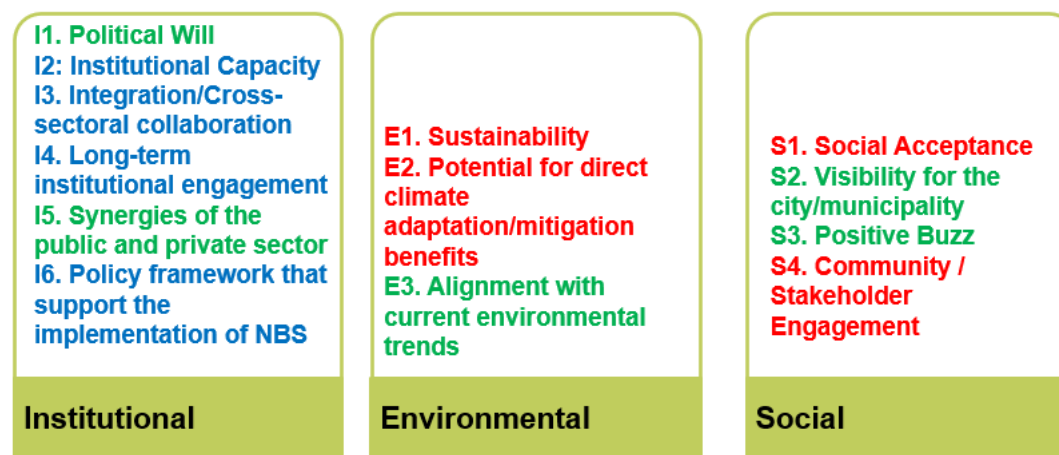 I1. Political Will
I2: Institutional Capacity
I3. Integration/Cross-
sectoral collaboration
I4. Long-term
institutional engagement
I5. Synergies of the
public and private sector
I6. Policy framework that
support the
implementation of NBS
Institutional
E1. Sustainability
E2. Potential for direct
climate
adaptation/mitigation
benefits
E3. Alignment with
current environmental
trends
Environmental
S1. Social Acceptance
S2. Visibility for the
city/municipality
S3. Positive Buzz
S4. Community /
Stakeholder
Engagement
Social